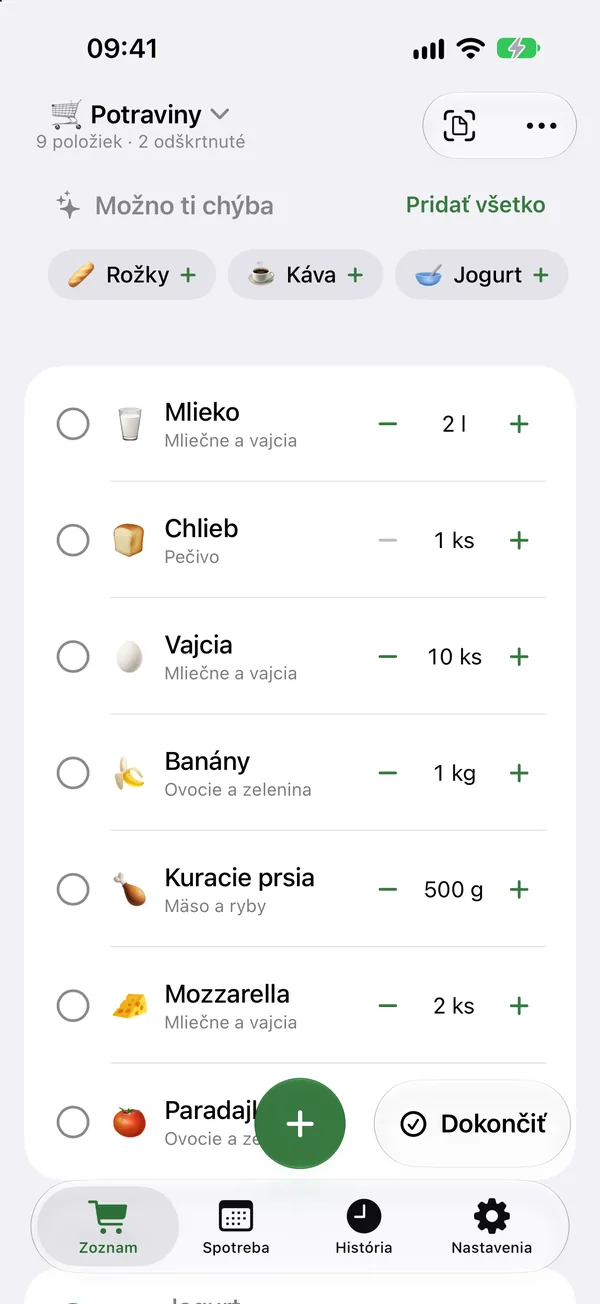 09:41
Potraviny
9 položiek · 2 odškrtnuté
Možno ti chýba
Pridať všetko
Rožky +
Káva +
Jogurt +
Mlieko
Mliečne a vajcia
− 2 l +
Chlieb
Pečivo
− 1 ks +
Vajcia
Mliečne a vajcia
− 10 ks +
Banány
Ovocie a zelenina
− 1 kg +
Kuracie prsia
Mäso a ryby
− 500 g +
Mozzarella
Mliečne a vajcia
− 2 ks +
Ovocie a
+
Dokončiť
Zoznam
Spotreba
História
Nastavenia